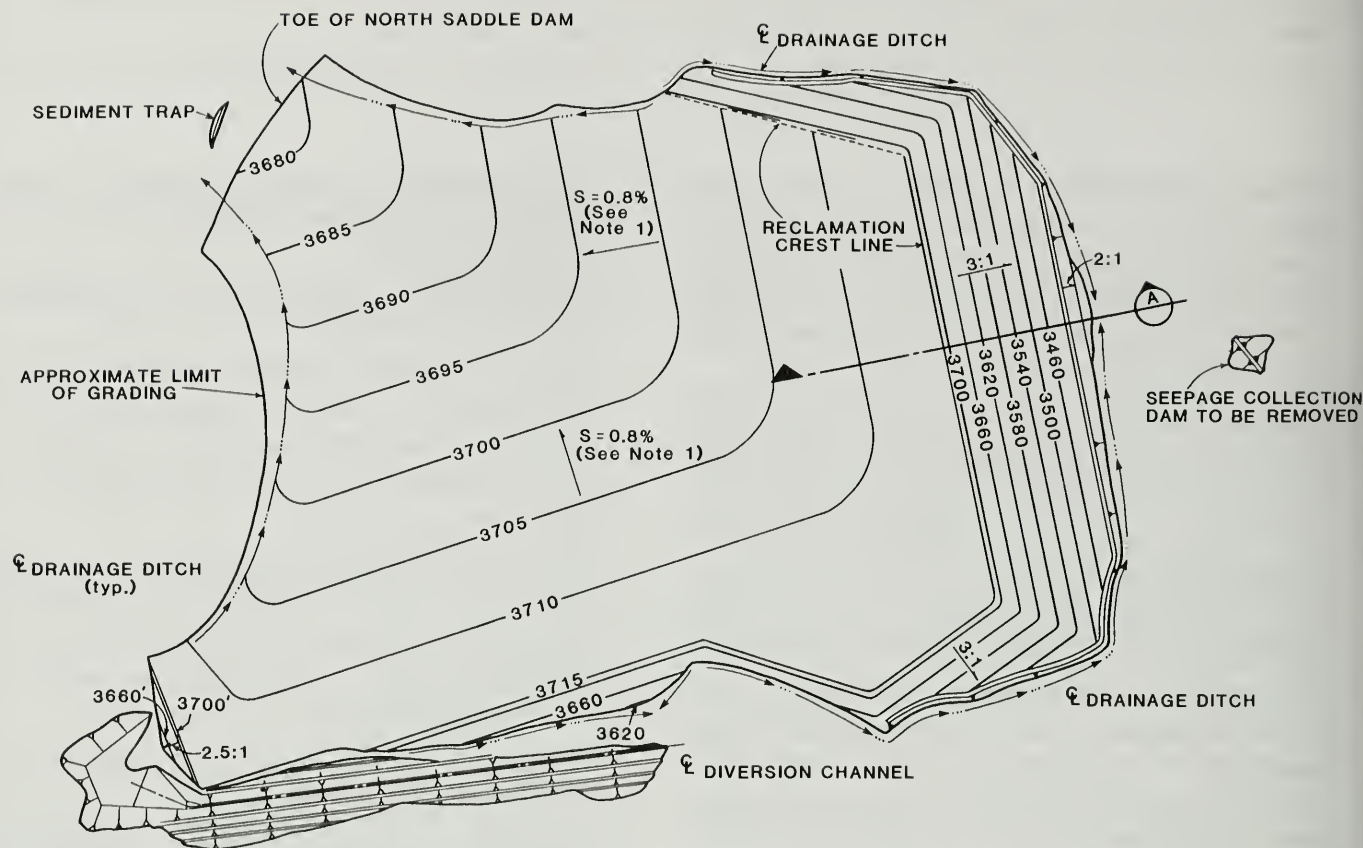 TOE OF NORTH SADDLE DAM
℄ DRAINAGE DITCH
SEDIMENT TRAP
3680
S=0.8%
(See
Note 1)
3685
RECLAMATION
CREST LINE
3:1
2:1
3690
A
3695
APPROXIMATE LIMIT
OF GRADING
3700
3660
3620
3580
3540
3500
3460
SEEPAGE COLLECTION
DAM TO BE REMOVED
3700
S=0.8%
(See Note 1)
3705
℄ DRAINAGE DITCH
(typ.)
3710
3:1
3715
3660'
3700'
3660
℄ DRAINAGE DITCH
2.5:1
3620
℄ DIVERSION CHANNEL